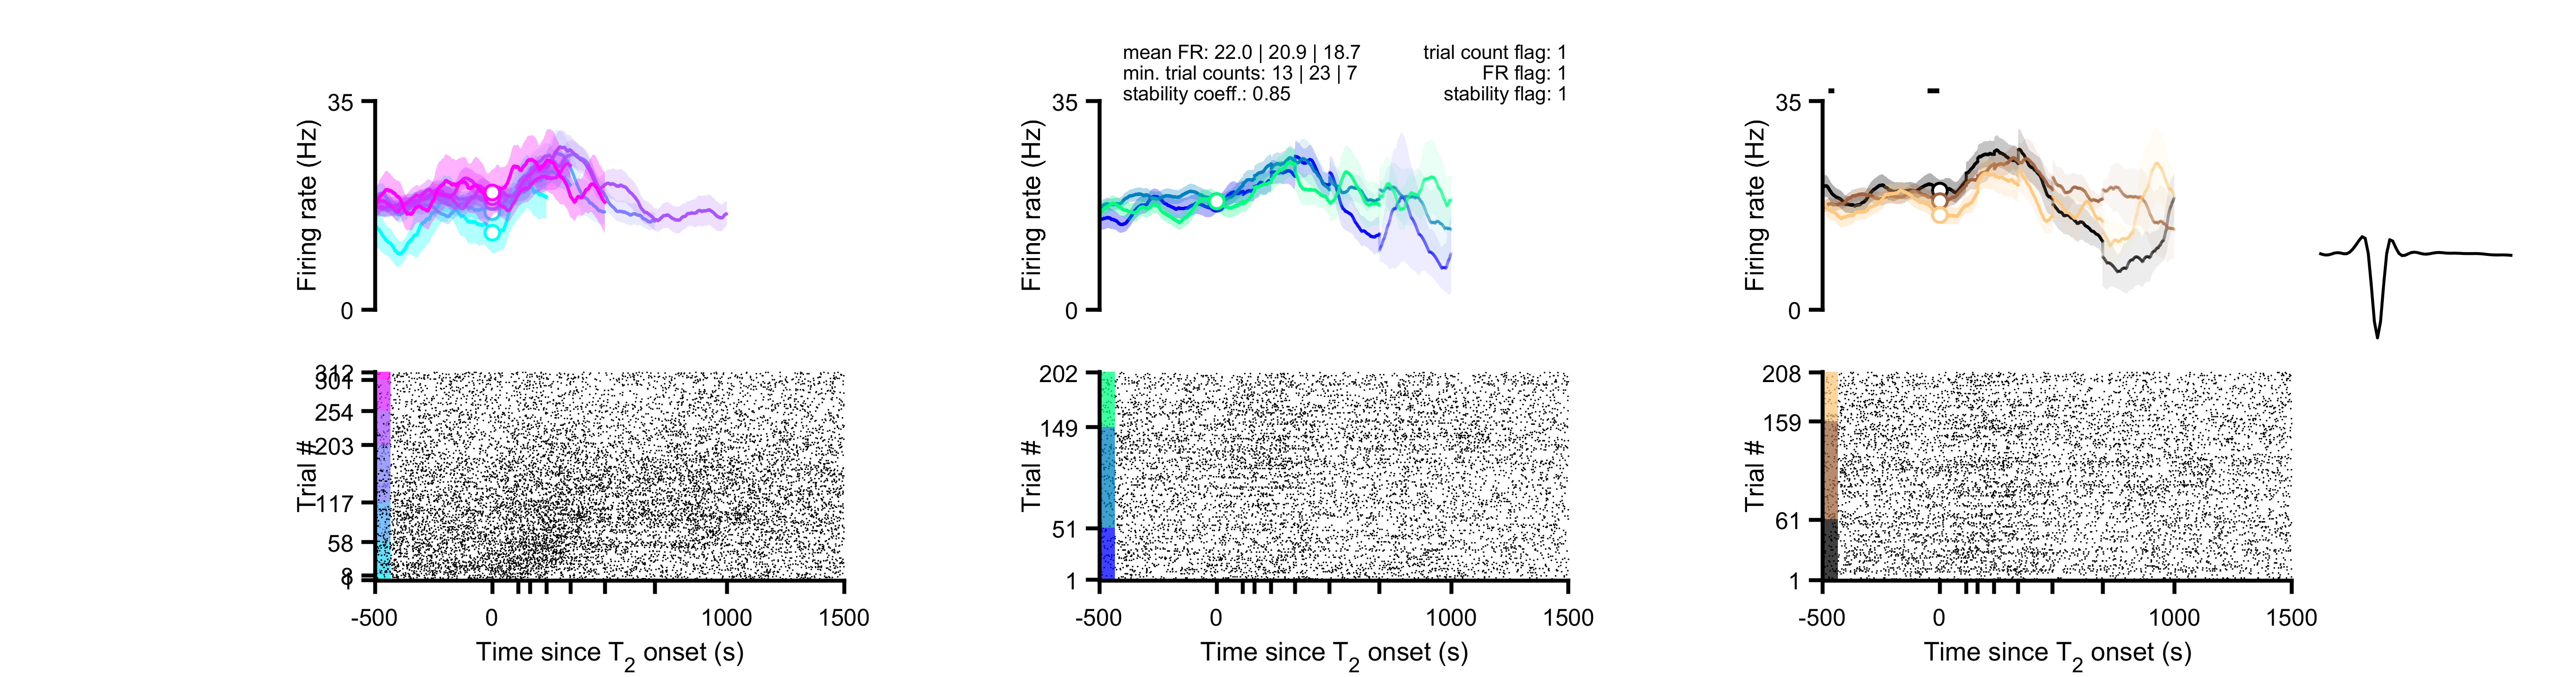 mean FR: 22.0 | 20.9 | 18.7
min. trial counts: 13 | 23 | 7
stability coeff.: 0.85
trial count flag: 1
FR flag: 1
stability flag: 1
35
Firing rate (Hz)
0
35
Firing rate (Hz)
0
35
Firing rate (Hz)
0
312
304
254
203
117
58
8
1
Trial #
-500 0 1000 1500
Time since T2 onset (s)
202
149
51
1
Trial #
-500 0 1000 1500
Time since T2 onset (s)
208
159
61
1
Trial #
-500 0 1000 1500
Time since T2 onset (s)